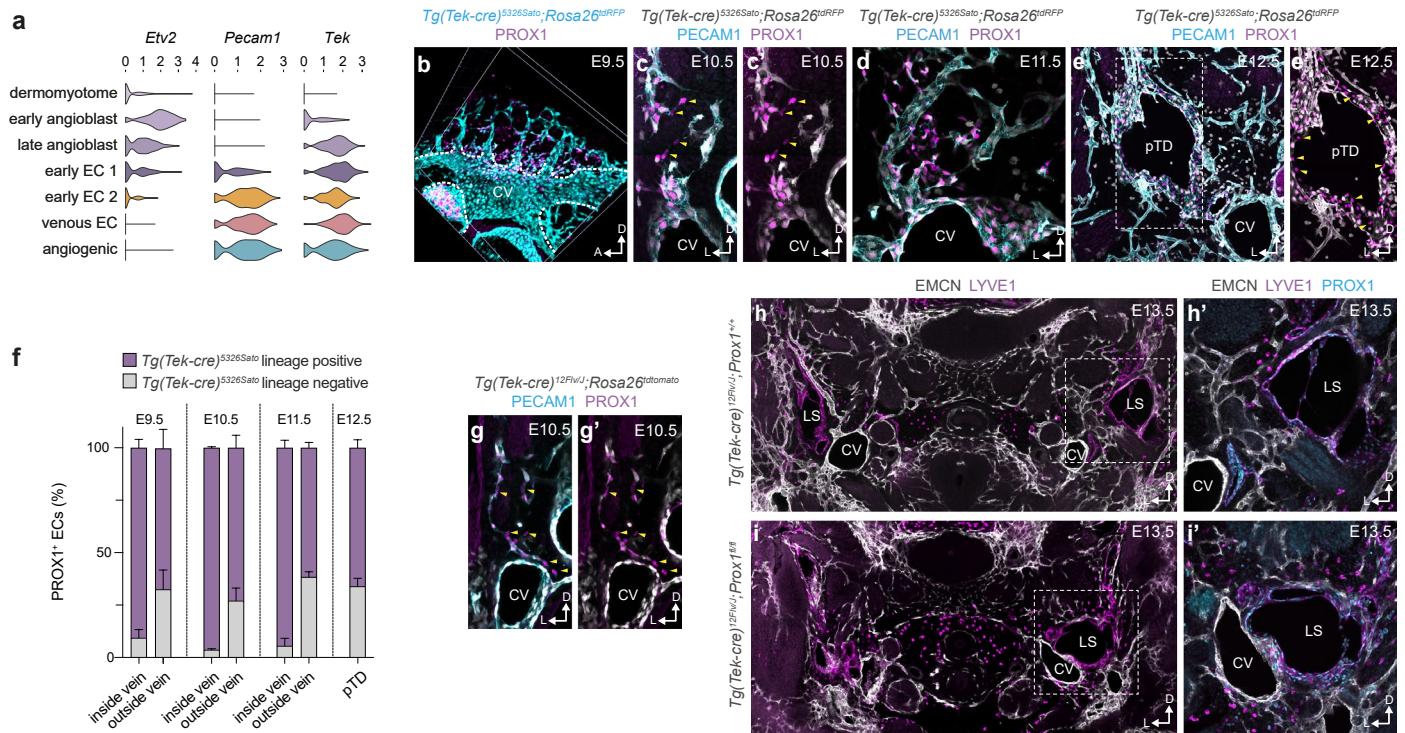 a
Etv2 Pecam1 Tek
0 1 2 3 4 0 1 2 3 0 1 2 3
dermomyotome
early angioblast
late angioblast
early EC 1
early EC 2
venous EC
angiogenic
Tg(Tek-cre)5326Sato;Rosa26tdRFP
PROX1
b E9.5
CV
D
A
Tg(Tek-cre)5326Sato;Rosa26tdRFP
PECAM1 PROX1
c E10.5
CV
D
L
c' E10.5
CV
D
L
Tg(Tek-cre)5326Sato;Rosa26tdRFP
PECAM1 PROX1
d E11.5
CV
D
L
Tg(Tek-cre)5326Sato;Rosa26tdRFP
PECAM1 PROX1
e E12.5
pTD
CV
D
L
e' E12.5
pTD
D
L
f
Tg(Tek-cre)5326Sato lineage positive
Tg(Tek-cre)5326Sato lineage negative
E9.5 E10.5 E11.5 E12.5
PROX1+ ECs (%)
100
50
0
inside vein
outside vein
inside vein
outside vein
inside vein
outside vein
pTD
Tg(Tek-cre)12Flv/J;Rosa26tdtomato
PECAM1 PROX1
g E10.5
CV
D
L
g' E10.5
CV
D
L
EMCN LYVE1
Tg(Tek-cre)12Flv/J;Prox1+/+
h E13.5
LS
LS
CV
CV
D
L
EMCN LYVE1 PROX1
h' E13.5
LS
CV
D
L
Tg(Tek-cre)12Flv/J;Prox1fl/fl
i E13.5
LS
CV
D
L
i' E13.5
LS
CV
D
L